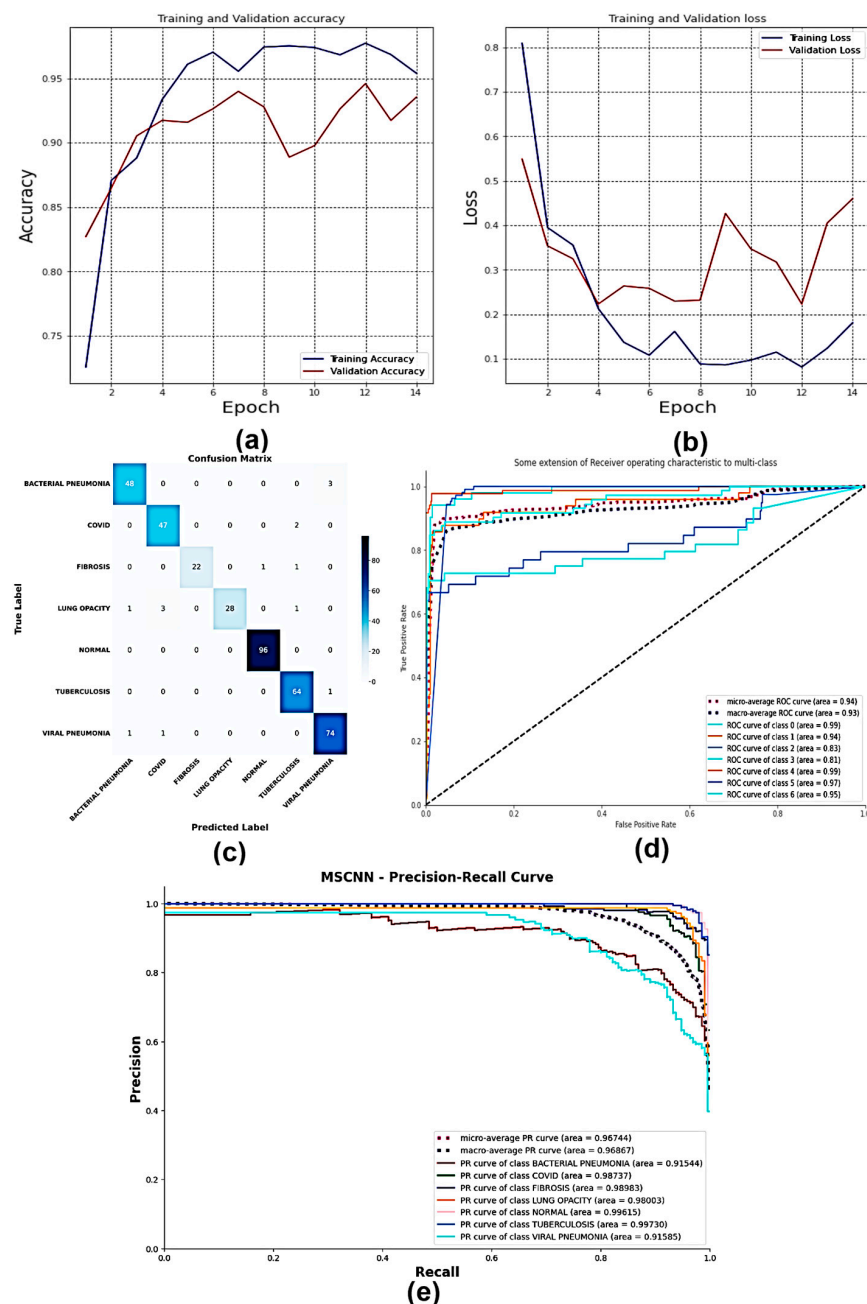 Training and Validation accuracy
0.95
0.90
0.85
0.80
0.75
Accuracy
Training Accuracy
Validation Accuracy
2 4 6 8 10 12 14
Epoch
(a)
Training and Validation loss
Training Loss
Validation Loss
0.8
0.7
0.6
0.5
0.4
0.3
0.2
0.1
Loss
2 4 6 8 10 12 14
Epoch
(b)
Confusion Matrix
True Label
BACTERIAL PNEUMONIA 48 0 0 0 0 0 3
COVID 0 47 0 0 0 2 0
FIBROSIS 0 0 22 0 1 1 0
LUNG OPACITY 1 3 0 28 0 1 0
NORMAL 0 0 0 0 96 0 0
TUBERCULOSIS 0 0 0 0 0 64 1
VIRAL PNEUMONIA 1 1 0 0 0 0 74
BACTERIAL PNEUMONIA
COVID
FIBROSIS
LUNG OPACITY
NORMAL
TUBERCULOSIS
VIRAL PNEUMONIA
Predicted Label
80
60
40
20
0
(c)
Some extension of Receiver operating characteristic to multi-class
1.0
0.8
0.6
0.4
0.2
0.0
True Positive Rate
micro-average ROC curve (area = 0.94)
macro-average ROC curve (area = 0.93)
ROC curve of class 0 (area = 0.99)
ROC curve of class 1 (area = 0.94)
ROC curve of class 2 (area = 0.83)
ROC curve of class 3 (area = 0.81)
ROC curve of class 4 (area = 0.99)
ROC curve of class 5 (area = 0.97)
ROC curve of class 6 (area = 0.95)
0.0 0.2 0.4 0.6 0.8 1.0
False Positive Rate
(d)
MSCNN - Precision-Recall Curve
1.0
0.8
0.6
0.4
0.2
0.0
Precision
micro-average PR curve (area = 0.96744)
macro-average PR curve (area = 0.96867)
PR curve of class BACTERIAL PNEUMONIA (area = 0.91544)
PR curve of class COVID (area = 0.98737)
PR curve of class FIBROSIS (area = 0.98983)
PR curve of class LUNG OPACITY (area = 0.98003)
PR curve of class NORMAL (area = 0.99615)
PR curve of class TUBERCULOSIS (area = 0.99730)
PR curve of class VIRAL PNEUMONIA (area = 0.91585)
0.0 0.2 0.4 0.6 0.8 1.0
Recall
(e)